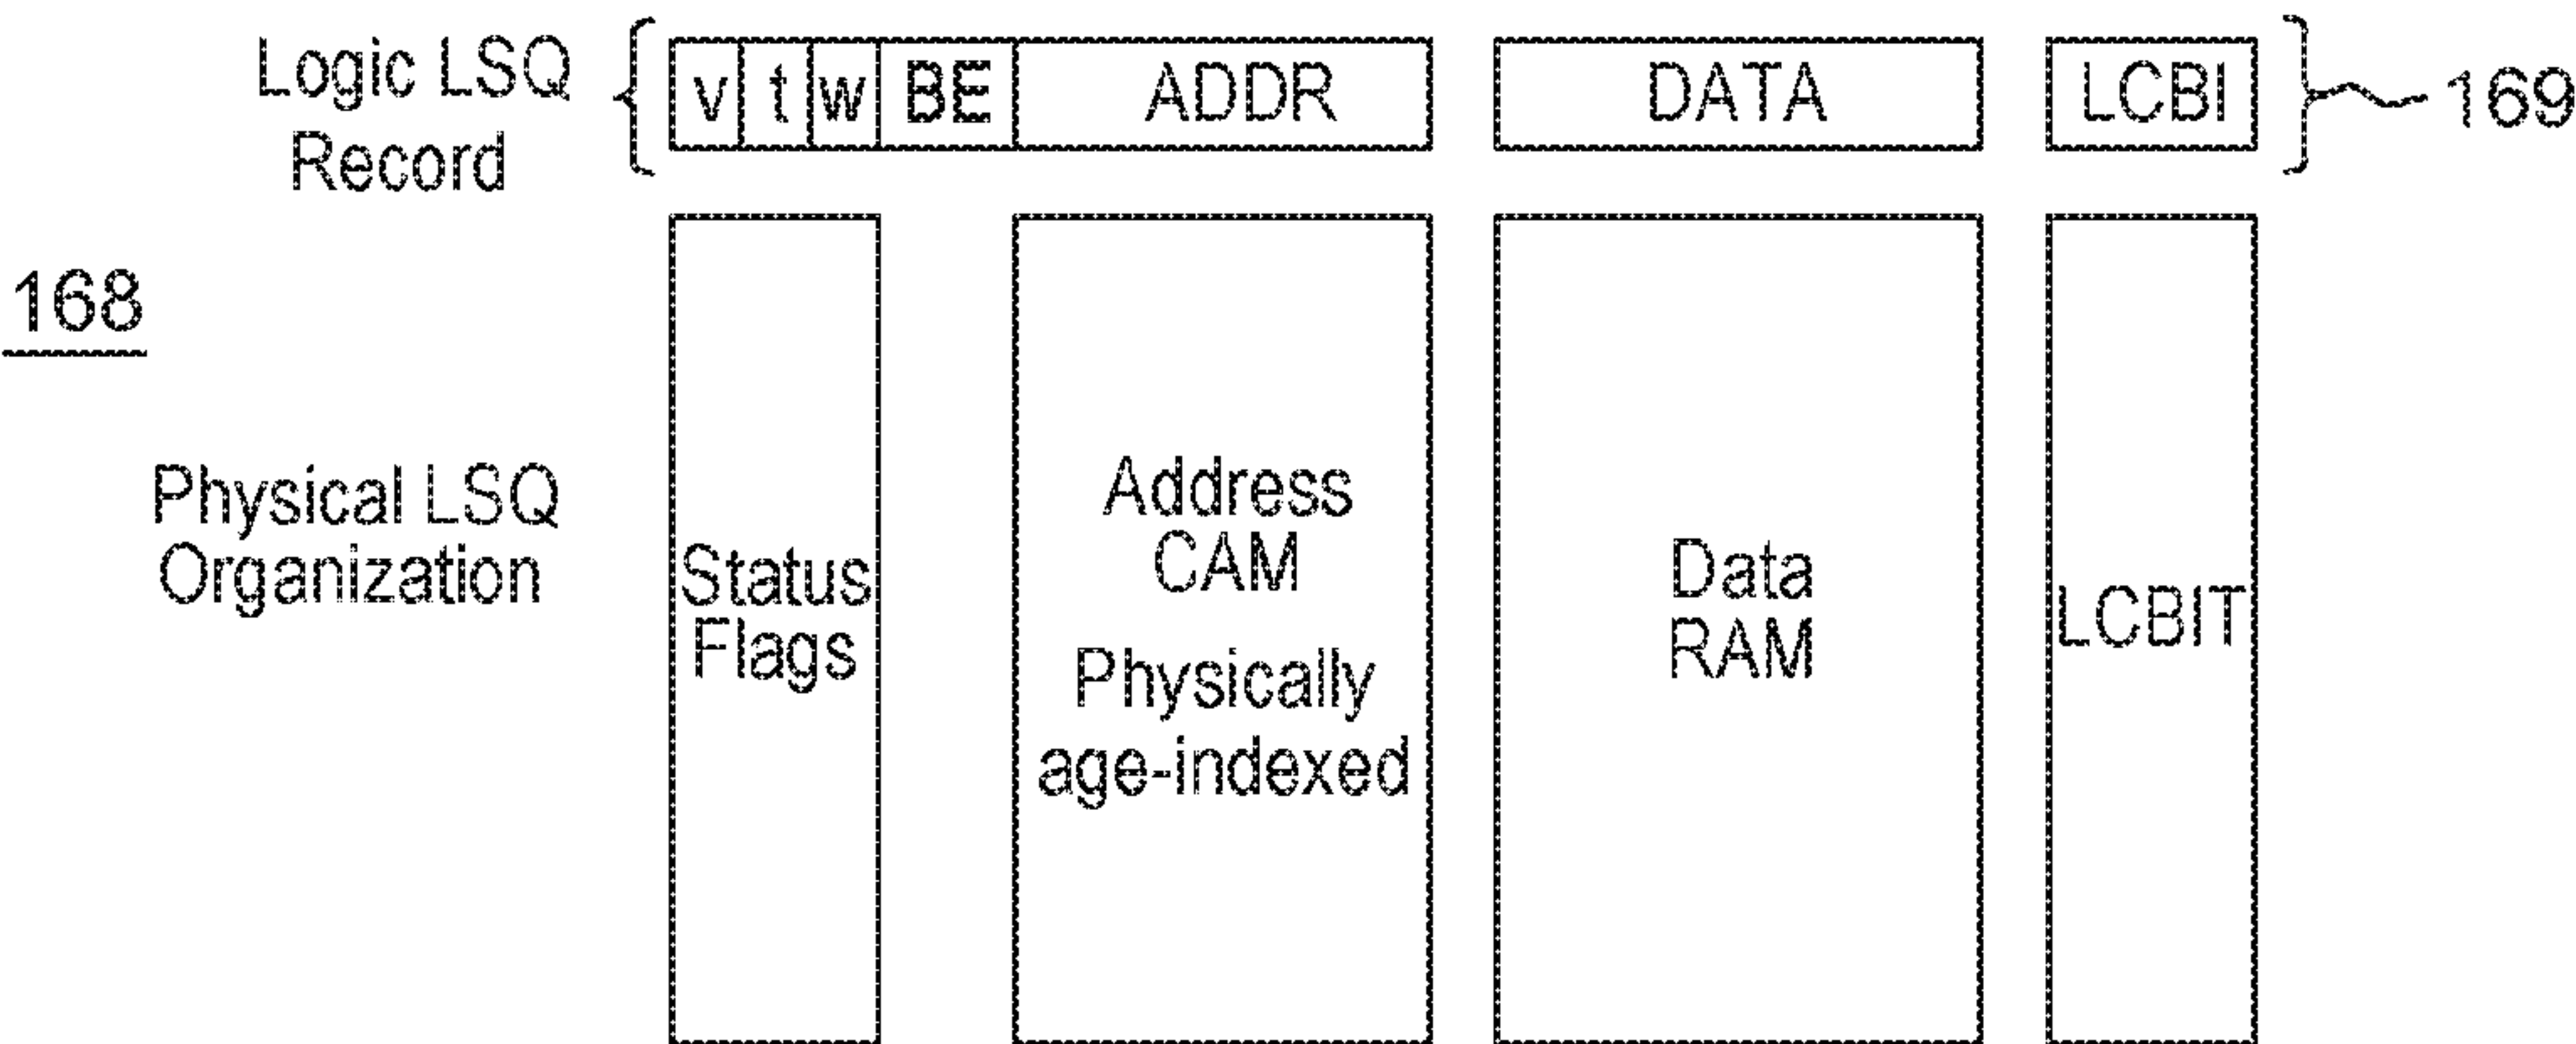 Logic LSQ
Record
v t w BE ADDR DATA LCBI
169
168
Physical LSQ
Organization
Status
Flags
Address
CAM
Physically
age-indexed
Data
RAM
LCBIT